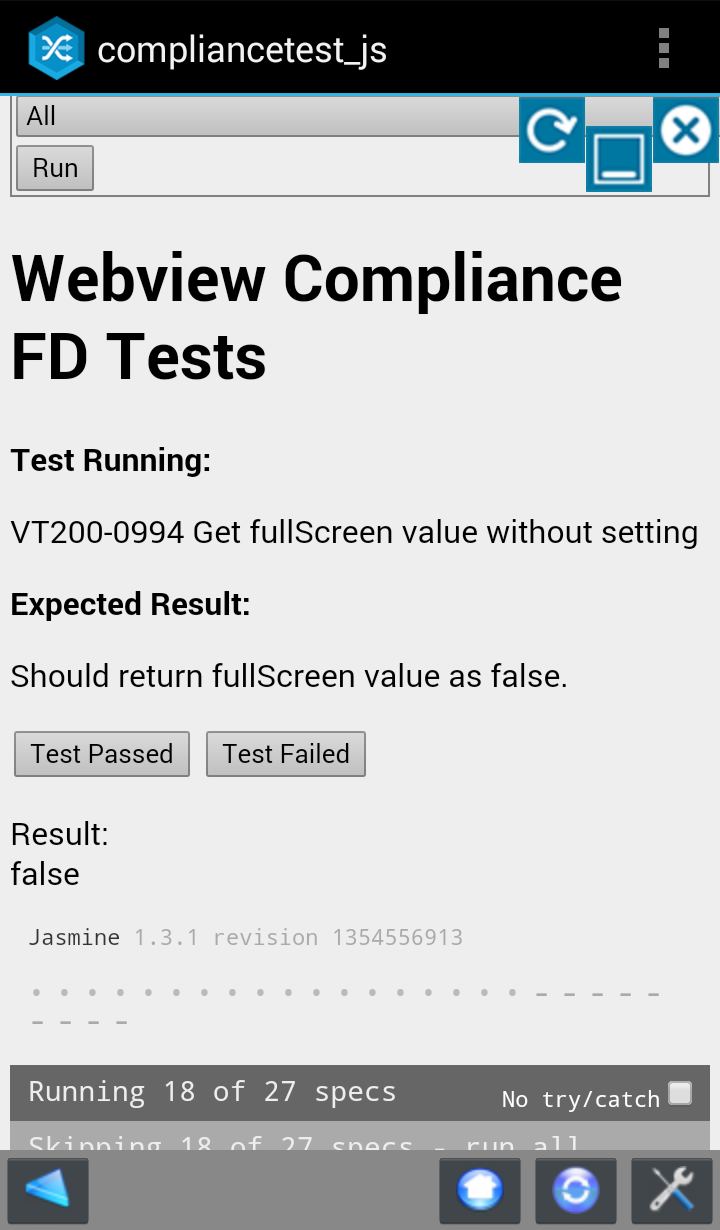 compliancetest_js
All
Run
Webview Compliance
FD Tests
Test Running:
VT200-0994 Get fullScreen value without setting
Expected Result:
Should return fullScreen value as false.
Test Passed Test Failed
Result:
false
Jasmine 1.3.1 revision 1354556913
Running 18 of 27 specs No try/catch
Skipping 18 of 27 specs - run all